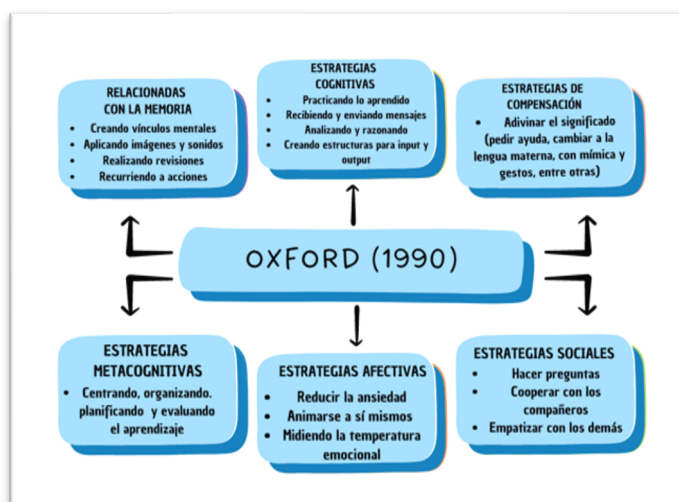 RELACIONADAS
CON LA MEMORIA
• Creando vínculos mentales
• Aplicando imágenes y sonidos
• Realizando revisiones
• Recurriendo a acciones
ESTRATEGIAS
COGNITIVAS
• Practicando lo aprendido
• Recibiendo y enviando mensajes
• Analizando y razonando
• Creando estructuras para input y
output
ESTRATEGIAS DE
COMPENSACIÓN
• Adivinar el significado
(pedir ayuda, cambiar a la
lengua materna, con mímica y
gestos, entre otras)
OXFORD (1990)
ESTRATEGIAS
METACOGNITIVAS
• Centrando, organizando.
planificando y evaluando
el aprendizaje
ESTRATEGIAS AFECTIVAS
• Reducir la ansiedad
• Animarse a sí mismos
• Midiendo la temperatura
emocional
ESTRATEGIAS SOCIALES
• Hacer preguntas
• Cooperar con los
compañeros
• Empatizar con los demás